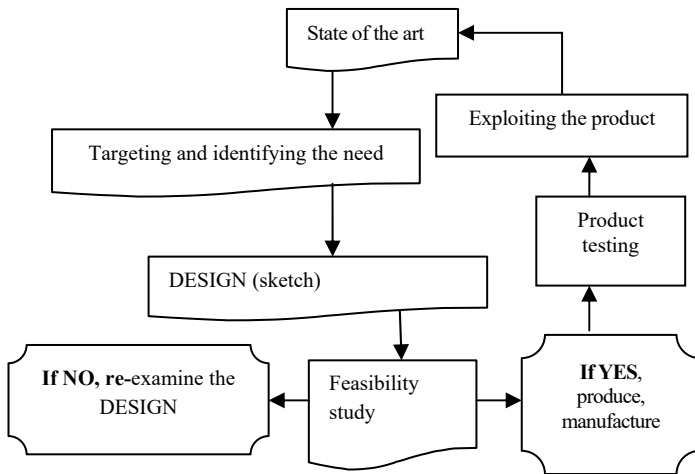 State of the art
Exploiting the product
Targeting and identifying the need
Product
testing
DESIGN (sketch)
If NO, re-examine the
DESIGN
Feasibility
study
If YES,
produce,
manufacture